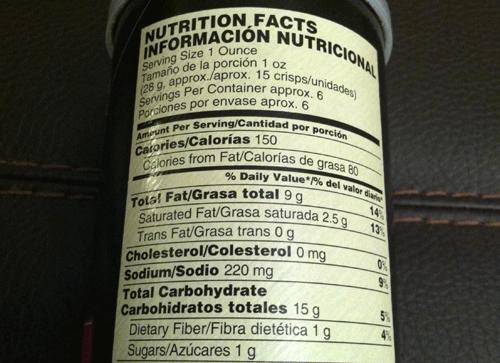 NUTRITION FACTS
INFORMACIÓN NUTRICIONAL
Serving Size 1 Ounce
Tamaño de la porción 1 oz
(28 g, approx./aprox. 15 crisps/unidades)
Servings Per Container approx. 6
Porciones por envase aprox. 6
Amount Per Serving/Cantidad por porción
Calories/Calorías 150
Calories from Fat/Calorías de grasa 80
% Daily Value*/% del valor diario*
Total Fat/Grasa total 9 g 14%
Saturated Fat/Grasa saturada 2.5 g 13%
Trans Fat/Grasa trans 0 g
Cholesterol/Colesterol 0 mg 0%
Sodium/Sodio 220 mg 9%
Total Carbohydrate
Carbohidratos totales 15 g 5%
Dietary Fiber/Fibra dietética 1 g 4%
Sugars/Azúcares 1 g